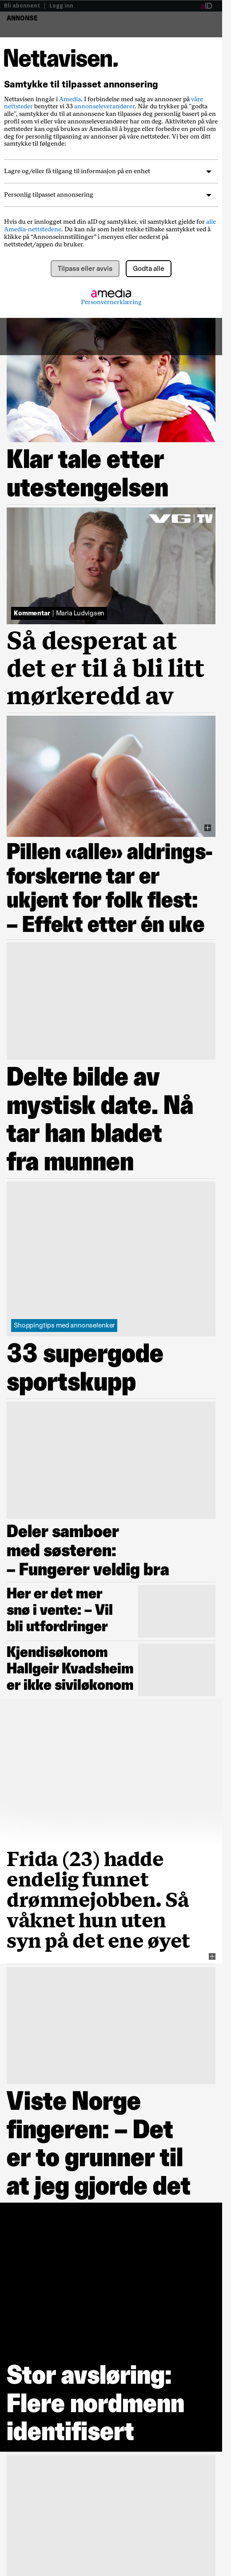 Bli abonnent | Logg inn
aID
ANNONSE
Nettavisen.
Samtykke til tilpasset annonsering
Nettavisen inngår i Amedia. I forbindelse med salg av annonser på våre
nettsteder benytter vi 33 annonseleverandører. Når du trykker på "godta
alle", samtykker du til at annonsene kan tilpasses deg personlig basert på en
profil som vi eller våre annonseleverandører har om deg. Aktiviteten din på våre
nettsteder kan også brukes av Amedia til å bygge eller forbedre en profil om
deg for personlig tilpasning av annonser på våre nettsteder. Vi ber om ditt
samtykke til følgende:
Lagre og/eller få tilgang til informasjon på en enhet
Personlig tilpasset annonsering
Hvis du er innlogget med din aID og samtykker, vil samtykket gjelde for alle
Amedia-nettstedene. Du kan når som helst trekke tilbake samtykket ved å
klikke på "Annonseinnstillinger" i menyen eller nederst på
nettstedet/appen du bruker.
Tilpass eller avvis
Godta alle
amedia
Personvernerklæring
Klar tale etter
utestengelsen
VGTV
Kommentar | Maria Ludvigsen
Så desperat at
det er til å bli litt
mørkeredd av
Pillen «alle» aldrings-
forskerne tar er
ukjent for folk flest:
– Effekt etter én uke
Delte bilde av
mystisk date. Nå
tar han bladet
fra munnen
Shoppingtips med annonselenker
33 supergode
sportskupp
Deler samboer
med søsteren:
– Fungerer veldig bra
Her er det mer
snø i vente: – Vil
bli utfordringer
Kjendisøkonom
Hallgeir Kvadsheim
er ikke siviløkonom
Frida (23) hadde
endelig funnet
drømmejobben. Så
våknet hun uten
syn på det ene øyet
Viste Norge
fingeren: – Det
er to grunner til
at jeg gjorde det
Stor avsløring:
Flere nordmenn
identifisert